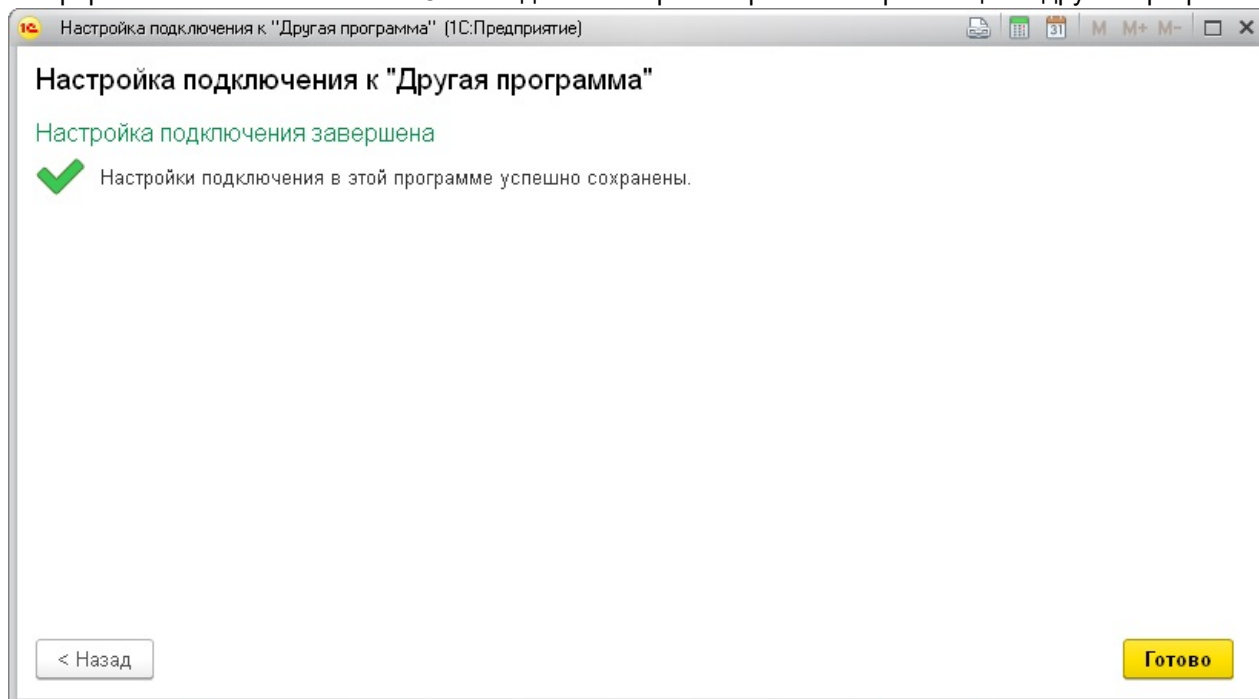 Настройка подключения к "Другая программа" (1С:Предприятие)
31 M M+ M-
Настройка подключения к "Другая программа"
Настройка подключения завершена
Настройки подключения в этой программе успешно сохранены.
< Назад
Готово